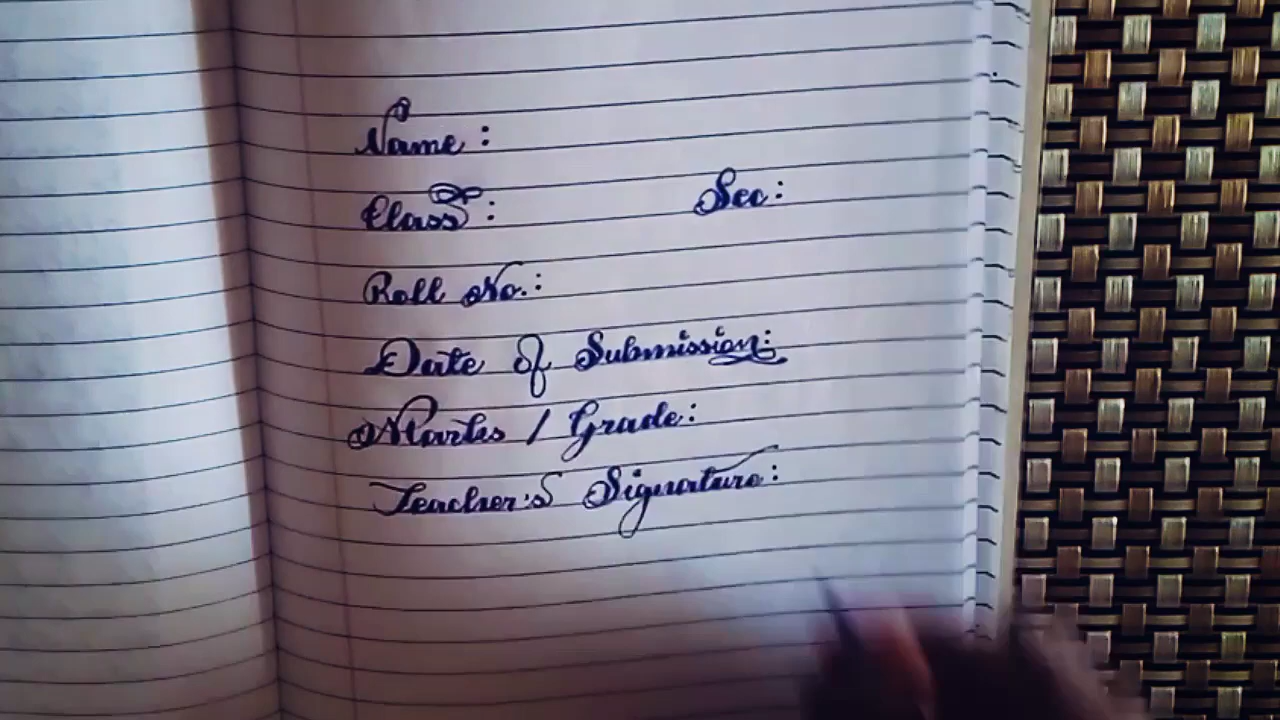 Name :
Class : Sec :
Roll No. :
Date of Submission :
Marks / Grade :
Teacher's Signature :